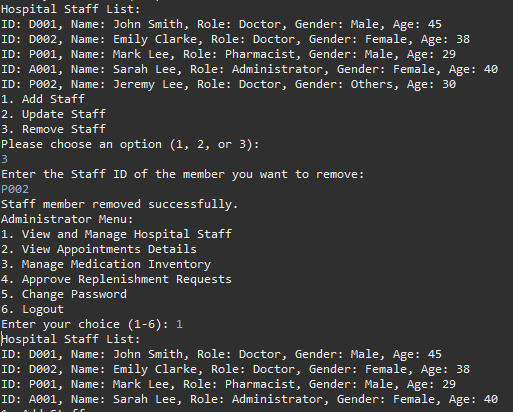 Hospital Staff List:
ID: D001, Name: John Smith, Role: Doctor, Gender: Male, Age: 45
ID: D002, Name: Emily Clarke, Role: Doctor, Gender: Female, Age: 38
ID: P001, Name: Mark Lee, Role: Pharmacist, Gender: Male, Age: 29
ID: A001, Name: Sarah Lee, Role: Administrator, Gender: Female, Age: 40
ID: P002, Name: Jeremy Lee, Role: Doctor, Gender: Others, Age: 30
1. Add Staff
2. Update Staff
3. Remove Staff
Please choose an option (1, 2, or 3):
3
Enter the Staff ID of the member you want to remove:
P002
Staff member removed successfully.
Administrator Menu:
1. View and Manage Hospital Staff
2. View Appointments Details
3. Manage Medication Inventory
4. Approve Replenishment Requests
5. Change Password
6. Logout
Enter your choice (1-6): 1
Hospital Staff List:
ID: D001, Name: John Smith, Role: Doctor, Gender: Male, Age: 45
ID: D002, Name: Emily Clarke, Role: Doctor, Gender: Female, Age: 38
ID: P001, Name: Mark Lee, Role: Pharmacist, Gender: Male, Age: 29
ID: A001, Name: Sarah Lee, Role: Administrator, Gender: Female, Age: 40